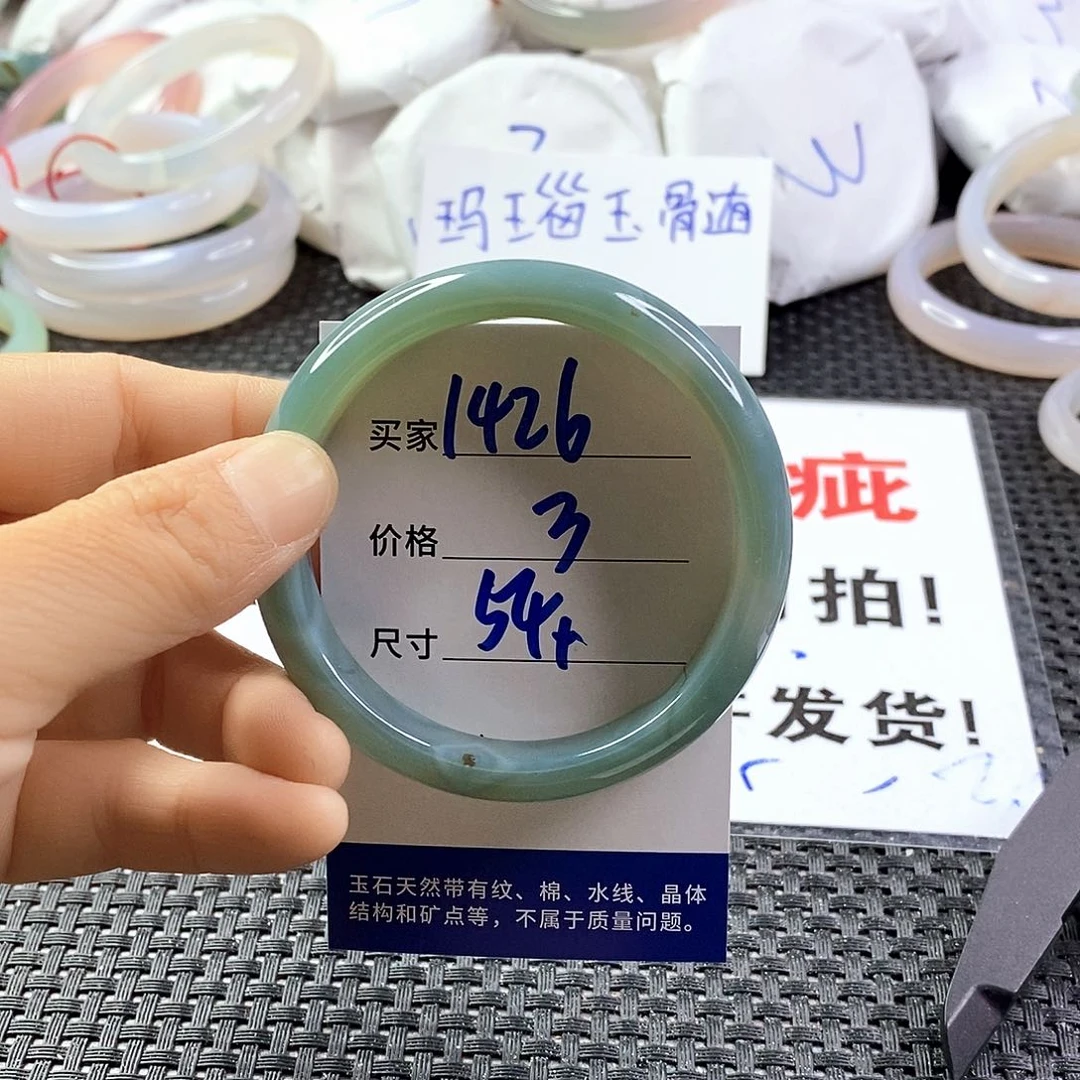 玛瑙玉骨髓
买家 1426
价格 3
尺寸 54+
疵
拍!
发货!
玉石天然带有纹、棉、水线、晶体
结构和矿点等，不属于质量问题。